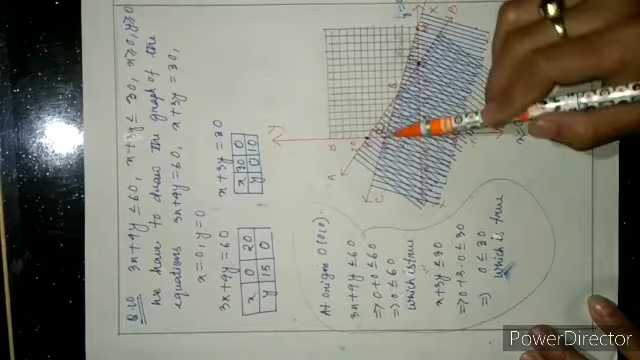 Q.10 3x+4y≤60, x+3y≤30, x≥0, y≥0
we have to draw the graph of the
equations 3x+4y=60, x+3y=30,
x=0, y=0
3x+4y=60
x 0 20
y 15 0
x+3y=30
x 30 0
y 0 10
At origin O(0,0).
3x+4y≤60
⇒0+0≤60
⇒0≤60
which is true
x+3y≤30
⇒0+3·0≤30
⇒ 0≤30
which is true
Y
A
C
B
X
PowerDirector